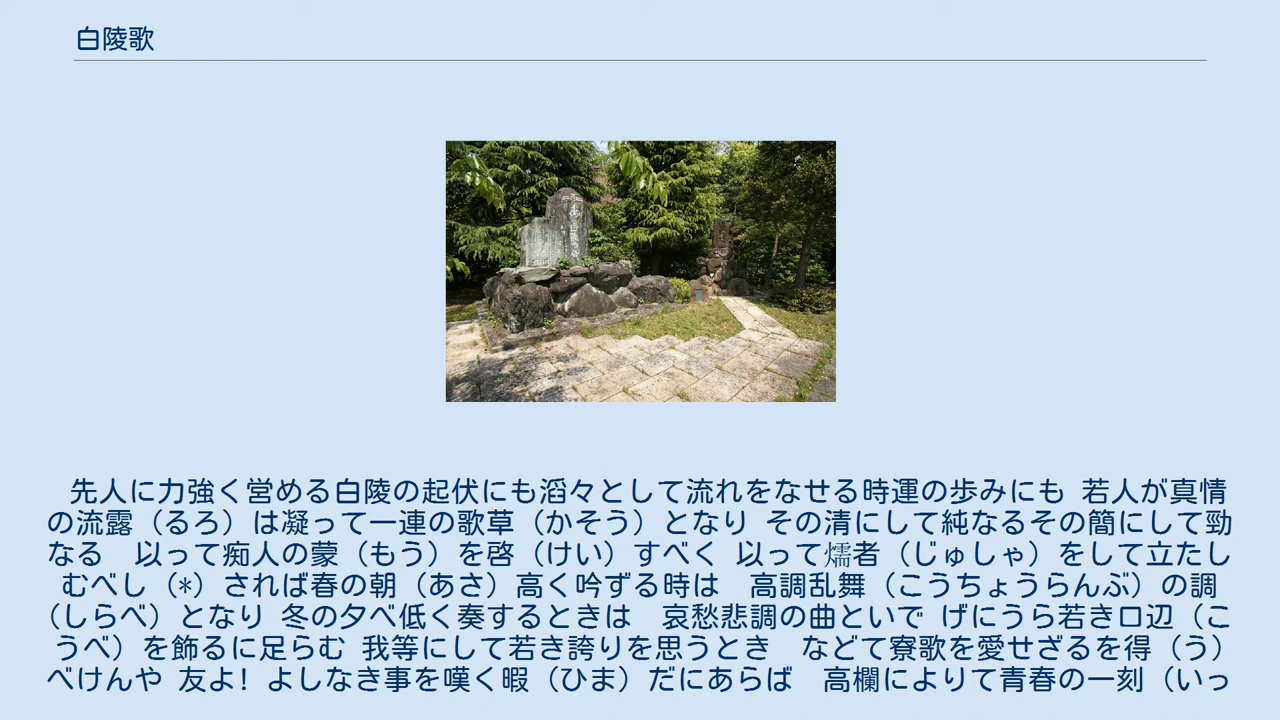 白陵歌
先人に力強く営める白陵の起伏にも滔々として流れをなせる時運の歩みにも 若人が真情
の流露（るろ）は凝って一連の歌草（かそう）となり その清にして純なるその簡にして勁
なる　以って痴人の蒙（もう）を啓（けい）すべく 以って燸者（じゅしゃ）をして立たし
むべし（*）されば春の朝（あさ）高く吟ずる時は　高調乱舞（こうちょうらんぶ）の調
（しらべ）となり 冬の夕べ低く奏するときは　哀愁悲調の曲といで げにうら若き口辺（こ
うべ）を飾るに足らむ 我等にして若き誇りを思うとき　などて寮歌を愛せざるを得（う）
べけんや 友よ! よしなき事を嘆く暇（ひま）だにあらば　高欄によりて青春の一刻（いっ